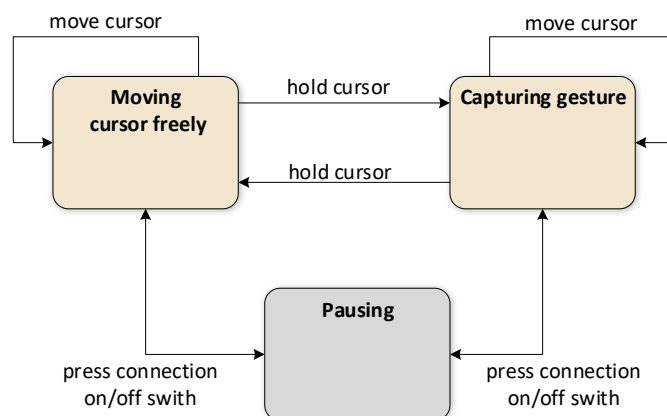 move cursor
move cursor
Moving
cursor freely
hold cursor
Capturing gesture
hold cursor
Pausing
press connection
on/off swith
press connection
on/off swith